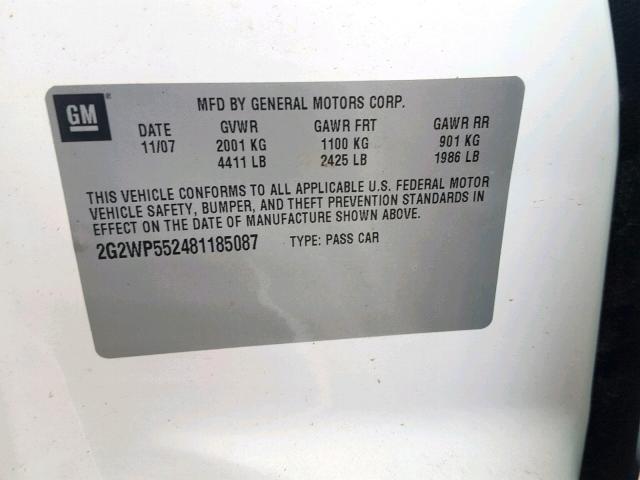 GM
MFD BY GENERAL MOTORS CORP.
DATE GVWR GAWR FRT GAWR RR
11/07 2001 KG 1100 KG 901 KG
4411 LB 2425 LB 1986 LB
THIS VEHICLE CONFORMS TO ALL APPLICABLE U.S. FEDERAL MOTOR
VEHICLE SAFETY, BUMPER, AND THEFT PREVENTION STANDARDS IN
EFFECT ON THE DATE OF MANUFACTURE SHOWN ABOVE.
2G2WP552481185087 TYPE: PASS CAR